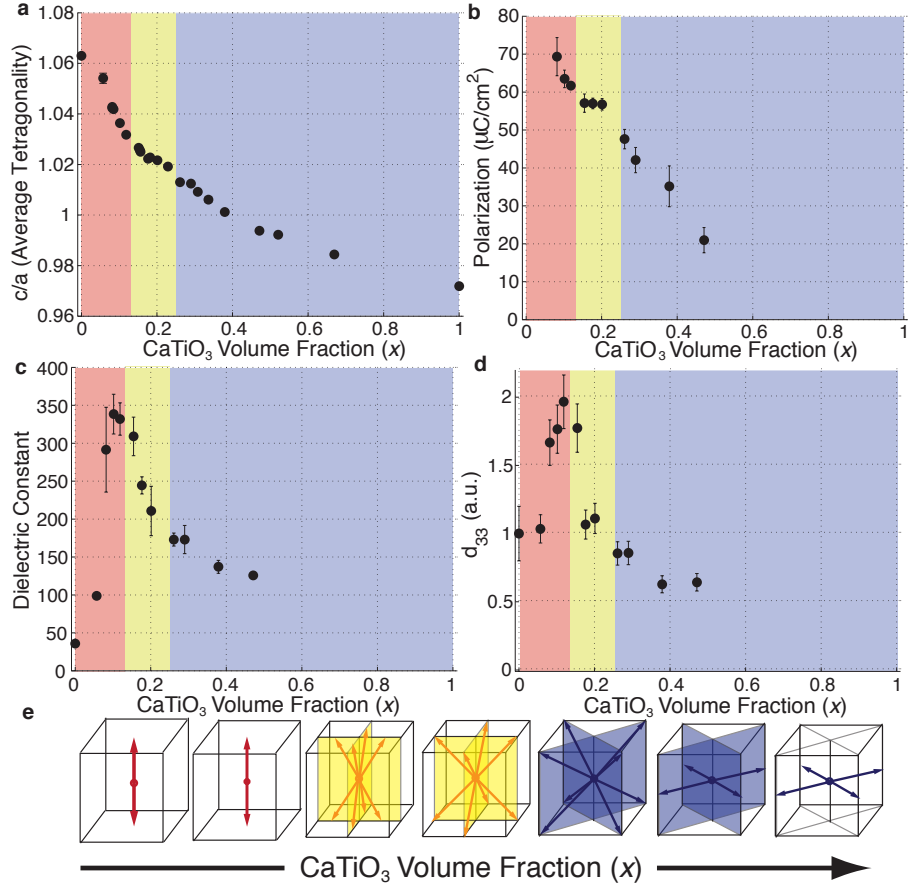 a
1.08
1.06
1.04
1.02
1
0.98
0.96
c/a (Average Tetragonality)
0 0.2 0.4 0.6 0.8 1
CaTiO3 Volume Fraction (x)
b
80
70
60
50
40
30
20
10
0
Polarization (µC/cm²)
0 0.2 0.4 0.6 0.8 1
CaTiO3 Volume Fraction (x)
c
400
350
300
250
200
150
100
50
0
Dielectric Constant
0 0.2 0.4 0.6 0.8 1
CaTiO3 Volume Fraction (x)
d
2
1.5
1
0.5
0
d33 (a.u.)
0 0.2 0.4 0.6 0.8 1
CaTiO3 Volume Fraction (x)
e
CaTiO3 Volume Fraction (x)